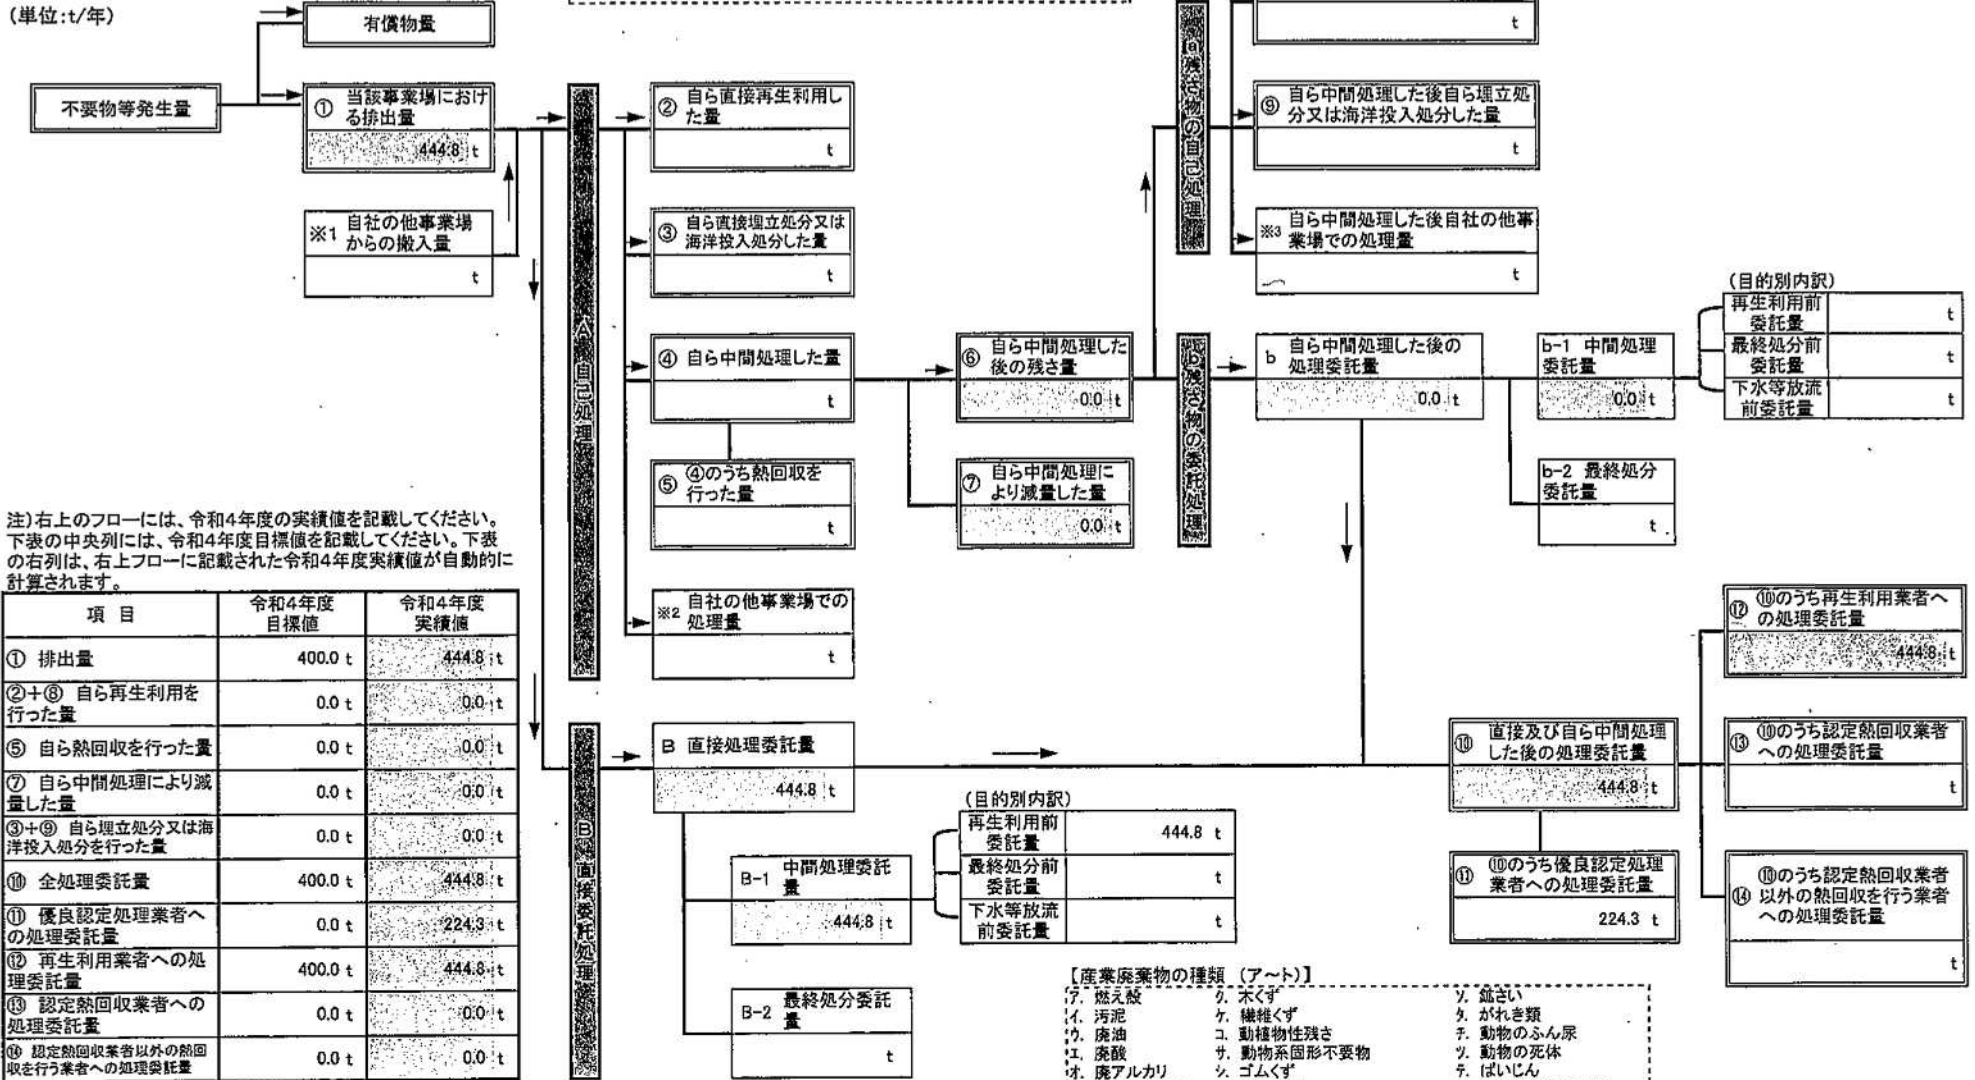 (単位:t/年)
有償物量
不要物等発生量
① 当該事業場におけ
る排出量
444.8 t
※1 自社の他事業場
からの搬入量
t
A 自己処理
② 自ら直接再生利用し
た量
t
③ 自ら直接埋立処分又は
海洋投入処分した量
t
④ 自ら中間処理した量
t
⑤ ④のうち熱回収を
行った量
t
※2 自社の他事業場での
処理量
t
⑥ 自ら中間処理した
後の残さ量
0.0 t
⑦ 自ら中間処理に
より減量した量
0.0 t
a 残さ物の自己処理
t
⑨ 自ら中間処理した後自ら埋立処
分又は海洋投入処分した量
t
※3 自ら中間処理した後自社の他事
業場での処理量
t
b 残さ物の委託処理
b 自ら中間処理した後の
処理委託量
0.0 t
b-1 中間処理
委託量
0.0 t
(目的別内訳)
再生利用前
委託量 t
最終処分前
委託量 t
下水等放流
前委託量 t
b-2 最終処分
委託量
t
注)右上のフローには、令和4年度の実績値を記載してください。
下表の中央列には、令和4年度目標値を記載してください。下表
の右列は、右上フローに記載された令和4年度実績値が自動的に
計算されます。
項 目 令和4年度目標値 令和4年度実績値
① 排出量 400.0 t 444.8 t
②+⑧ 自ら再生利用を
行った量 0.0 t 0.0 t
⑤ 自ら熱回収を行った量 0.0 t 0.0 t
⑦ 自ら中間処理により減
量した量 0.0 t 0.0 t
③+⑨ 自ら埋立処分又は海
洋投入処分を行った量 0.0 t 0.0 t
⑩ 全処理委託量 400.0 t 444.8 t
⑪ 優良認定処理業者へ
の処理委託量 0.0 t 224.3 t
⑫ 再生利用業者への処
理委託量 400.0 t 444.8 t
⑬ 認定熱回収業者への
処理委託量 0.0 t 0.0 t
⑭ 認定熱回収業者以外の熱回
収を行う業者への処理委託量 0.0 t 0.0 t
B 直接委託処理
B 直接処理委託量
444.8 t
B-1 中間処理委託
量
444.8 t
(目的別内訳)
再生利用前
委託量 444.8 t
最終処分前
委託量 t
下水等放流
前委託量 t
B-2 最終処分委託
量
t
⑩ 直接及び自ら中間処理
した後の処理委託量
444.8 t
⑪ ⑩のうち優良認定処理
業者への処理委託量
224.3 t
⑫ ⑩のうち再生利用業者へ
の処理委託量
444.8 t
⑬ ⑩のうち認定熱回収業者
への処理委託量
t
⑭ ⑩のうち認定熱回収業者
以外の熱回収を行う業者
への処理委託量
t
【産業廃棄物の種類 (ア〜ト)】
ア. 燃え殻 ク. 木くず ソ. 鉱さい
イ. 汚泥 ケ. 繊維くず タ. がれき類
ウ. 廃油 コ. 動植物性残さ チ. 動物のふん尿
エ. 廃酸 サ. 動物系固形不要物 ツ. 動物の死体
オ. 廃アルカリ シ. ゴムくず テ. ばいじん